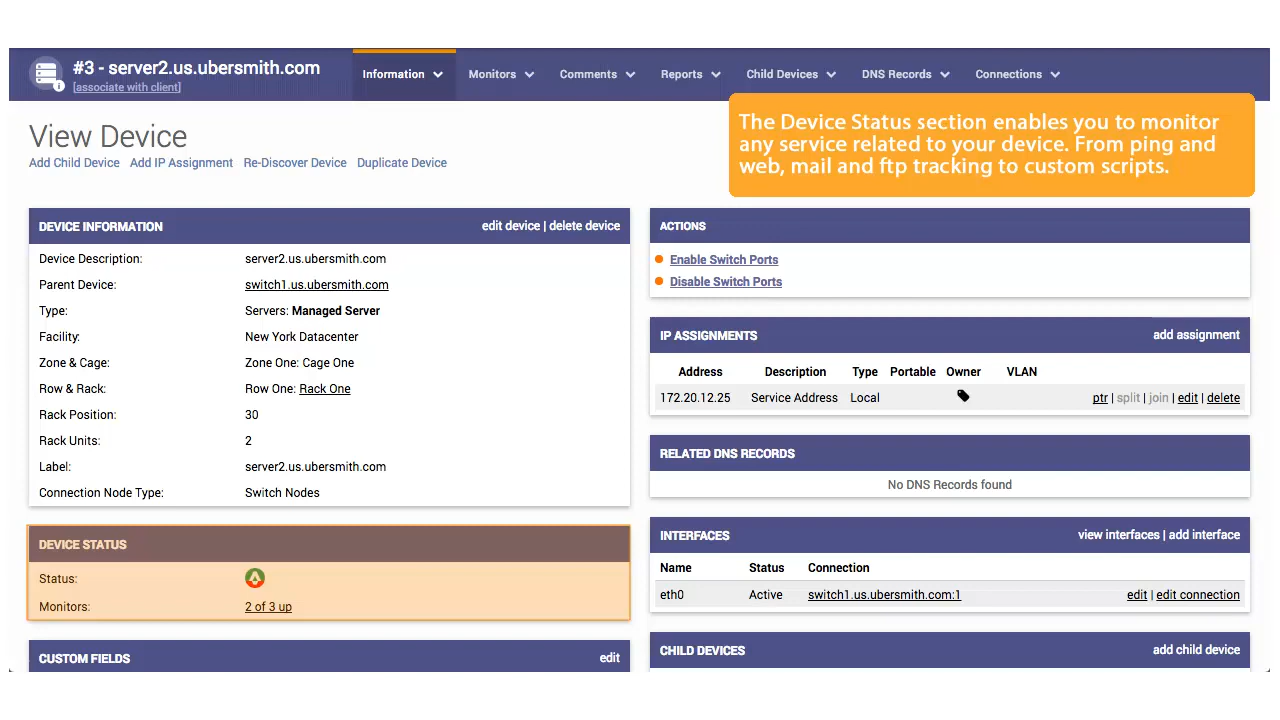 #3 - server2.us.ubersmith.com
[associate with client]
Information
Monitors
Comments
Reports
Child Devices
DNS Records
Connections
The Device Status section enables you to monitor
any service related to your device. From ping and
web, mail and ftp tracking to custom scripts.
View Device
Add Child Device Add IP Assignment Re-Discover Device Duplicate Device
DEVICE INFORMATION edit device | delete device
Device Description: server2.us.ubersmith.com
Parent Device: switch1.us.ubersmith.com
Type: Servers: Managed Server
Facility: New York Datacenter
Zone & Cage: Zone One: Cage One
Row & Rack: Row One: Rack One
Rack Position: 30
Rack Units: 2
Label: server2.us.ubersmith.com
Connection Node Type: Switch Nodes
DEVICE STATUS
Status:
Monitors: 2 of 3 up
CUSTOM FIELDS edit
ACTIONS
Enable Switch Ports
Disable Switch Ports
IP ASSIGNMENTS add assignment
Address Description Type Portable Owner VLAN
172.20.12.25 Service Address Local ptr | split | join | edit | delete
RELATED DNS RECORDS
No DNS Records found
INTERFACES view interfaces | add interface
Name Status Connection
eth0 Active switch1.us.ubersmith.com:1 edit | edit connection
CHILD DEVICES add child device